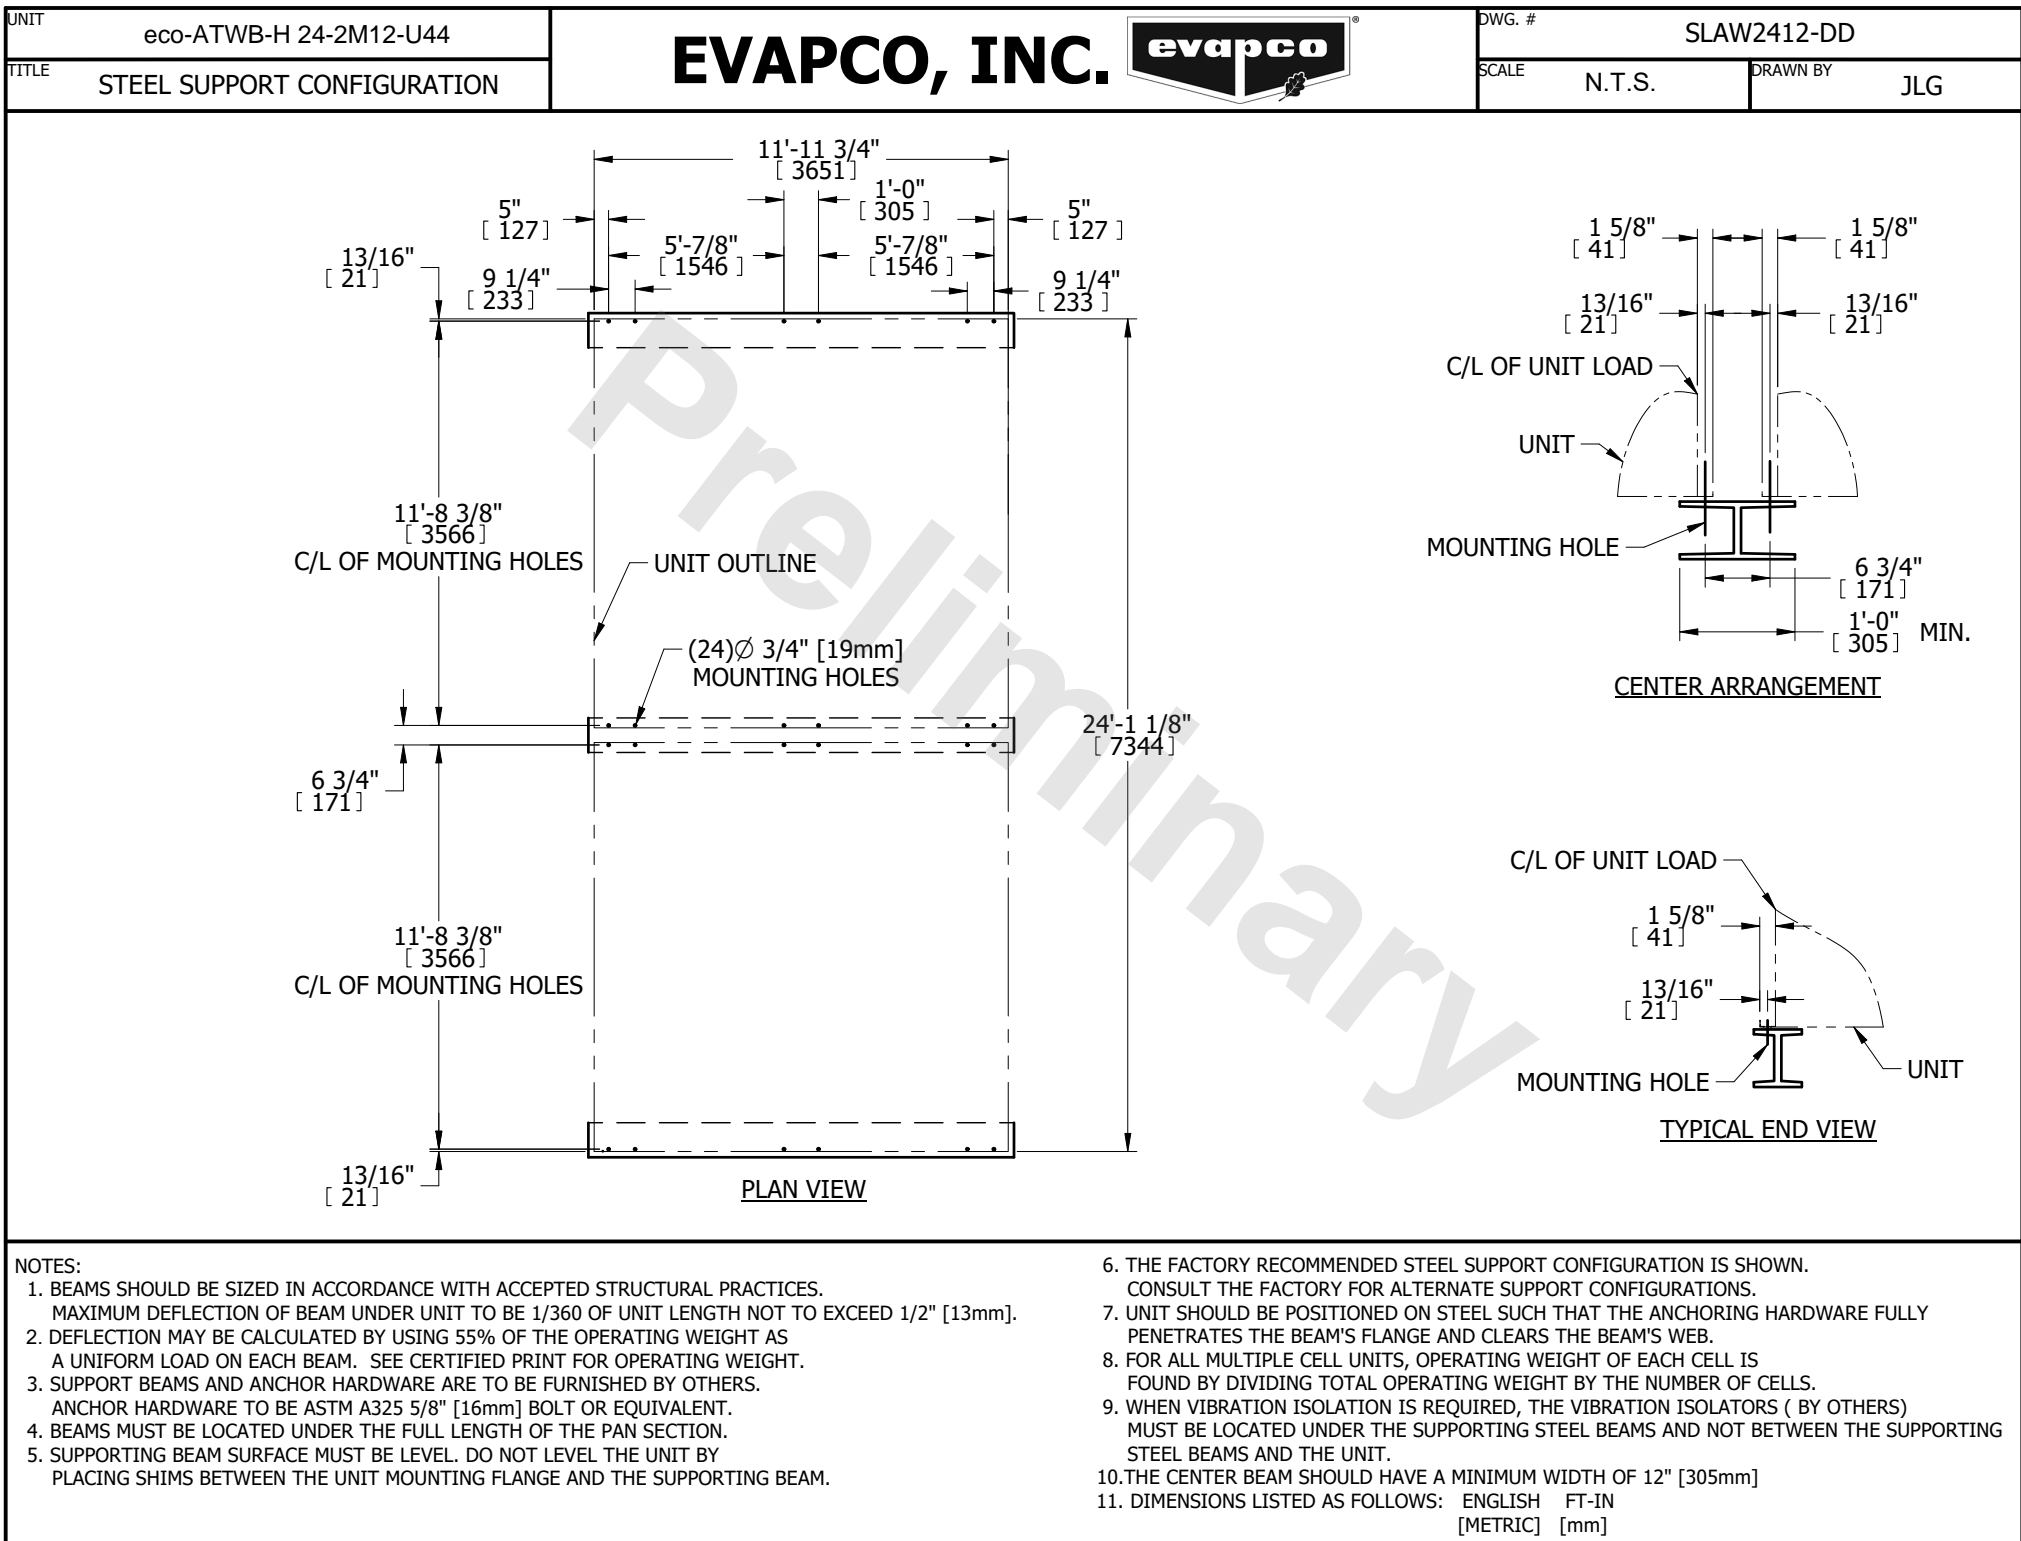 UNIT
eco-ATWB-H 24-2M12-U44
TITLE
STEEL SUPPORT CONFIGURATION
EVAPCO, INC.
evapco
®
DWG. #
SLAW2412-DD
SCALE
N.T.S.
DRAWN BY
JLG
11'-11 3/4"
[ 3651 ]
1'-0"
[ 305 ]
5"
[ 127 ]
5"
[ 127 ]
5'-7/8"
[ 1546 ]
5'-7/8"
[ 1546 ]
13/16"
[ 21 ]
9 1/4"
[ 233 ]
9 1/4"
[ 233 ]
11'-8 3/8"
[ 3566 ]
C/L OF MOUNTING HOLES
UNIT OUTLINE
(24)∅ 3/4" [19mm]
MOUNTING HOLES
24'-1 1/8"
[ 7344 ]
6 3/4"
[ 171 ]
11'-8 3/8"
[ 3566 ]
C/L OF MOUNTING HOLES
13/16"
[ 21 ]
PLAN VIEW
Preliminary
1 5/8"
[ 41 ]
1 5/8"
[ 41 ]
13/16"
[ 21 ]
13/16"
[ 21 ]
C/L OF UNIT LOAD
UNIT
MOUNTING HOLE
6 3/4"
[ 171 ]
1'-0"
[ 305 ] MIN.
CENTER ARRANGEMENT
C/L OF UNIT LOAD
1 5/8"
[ 41 ]
13/16"
[ 21 ]
MOUNTING HOLE
UNIT
TYPICAL END VIEW
NOTES:
1. BEAMS SHOULD BE SIZED IN ACCORDANCE WITH ACCEPTED STRUCTURAL PRACTICES.
MAXIMUM DEFLECTION OF BEAM UNDER UNIT TO BE 1/360 OF UNIT LENGTH NOT TO EXCEED 1/2" [13mm].
2. DEFLECTION MAY BE CALCULATED BY USING 55% OF THE OPERATING WEIGHT AS
A UNIFORM LOAD ON EACH BEAM. SEE CERTIFIED PRINT FOR OPERATING WEIGHT.
3. SUPPORT BEAMS AND ANCHOR HARDWARE ARE TO BE FURNISHED BY OTHERS.
ANCHOR HARDWARE TO BE ASTM A325 5/8" [16mm] BOLT OR EQUIVALENT.
4. BEAMS MUST BE LOCATED UNDER THE FULL LENGTH OF THE PAN SECTION.
5. SUPPORTING BEAM SURFACE MUST BE LEVEL. DO NOT LEVEL THE UNIT BY
PLACING SHIMS BETWEEN THE UNIT MOUNTING FLANGE AND THE SUPPORTING BEAM.
6. THE FACTORY RECOMMENDED STEEL SUPPORT CONFIGURATION IS SHOWN.
CONSULT THE FACTORY FOR ALTERNATE SUPPORT CONFIGURATIONS.
7. UNIT SHOULD BE POSITIONED ON STEEL SUCH THAT THE ANCHORING HARDWARE FULLY
PENETRATES THE BEAM'S FLANGE AND CLEARS THE BEAM'S WEB.
8. FOR ALL MULTIPLE CELL UNITS, OPERATING WEIGHT OF EACH CELL IS
FOUND BY DIVIDING TOTAL OPERATING WEIGHT BY THE NUMBER OF CELLS.
9. WHEN VIBRATION ISOLATION IS REQUIRED, THE VIBRATION ISOLATORS ( BY OTHERS)
MUST BE LOCATED UNDER THE SUPPORTING STEEL BEAMS AND NOT BETWEEN THE SUPPORTING
STEEL BEAMS AND THE UNIT.
10.THE CENTER BEAM SHOULD HAVE A MINIMUM WIDTH OF 12" [305mm]
11. DIMENSIONS LISTED AS FOLLOWS: ENGLISH FT-IN
[METRIC] [mm]